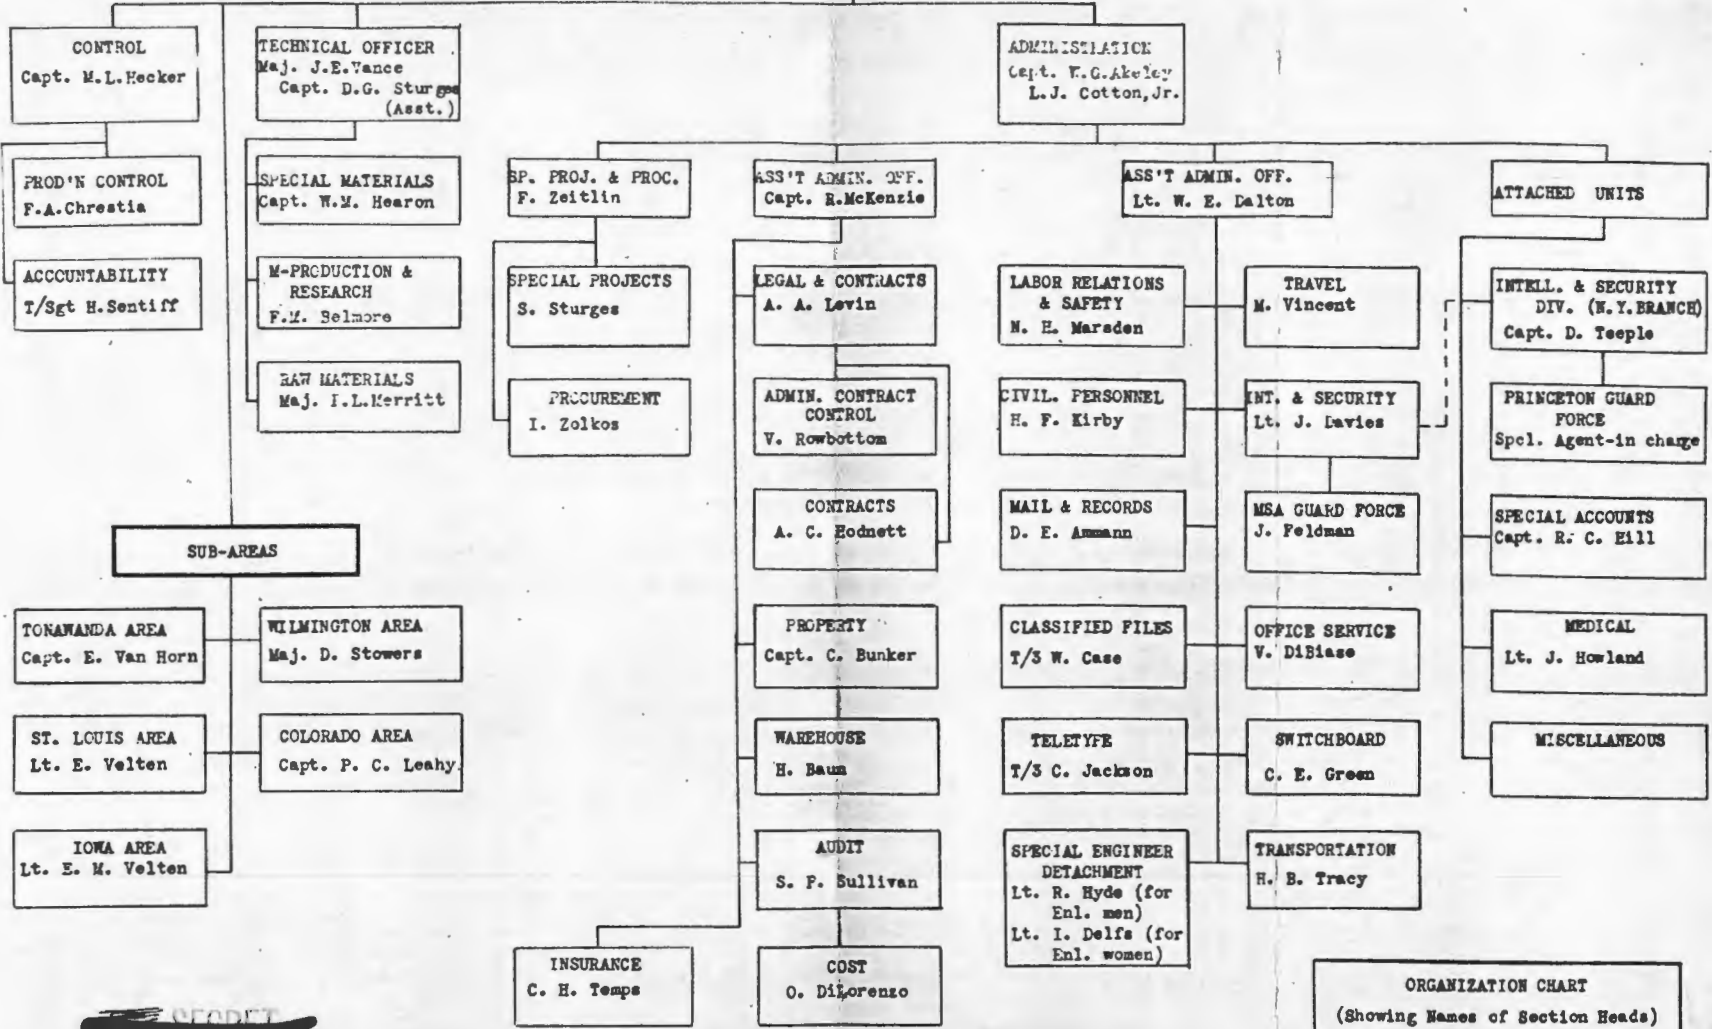 CONTROL
Capt. M.L.Hecker
TECHNICAL OFFICER
Maj. J.E.Vance
Capt. D.G. Sturges
(Asst.)
ADMINISTRATION
Capt. W.G.Akeley
L.J. Cotton,Jr.
PROD'N CONTROL
F.A.Chrestia
SPECIAL MATERIALS
Capt. W.M. Hearon
SP. PROJ. & PROC.
F. Zeitlin
ASS'T ADMIN. OFF.
Capt. R.McKenzie
ASS'T ADMIN. OFF.
Lt. W. E. Dalton
ATTACHED UNITS
ACCOUNTABILITY
T/Sgt H.Sentiff
M-PRODUCTION &
RESEARCH
F.M. Belmore
SPECIAL PROJECTS
S. Sturges
LEGAL & CONTRACTS
A. A. Levin
LABOR RELATIONS
& SAFETY
N. H. Marsden
TRAVEL
M. Vincent
INTELL. & SECURITY
DIV. (N.Y.BRANCH)
Capt. D. Teeple
RAW MATERIALS
Maj. I.L.Merritt
PROCUREMENT
I. Zolkos
ADMIN. CONTRACT
CONTROL
V. Rowbottom
CIVIL. PERSONNEL
H. F. Kirby
INT. & SECURITY
Lt. J. Davies
PRINCETON GUARD
FORCE
Spcl. Agent-in charge
SUB-AREAS
CONTRACTS
A. C. Hodnett
MAIL & RECORDS
D. E. Ammann
MSA GUARD FORCE
J. Feldman
SPECIAL ACCOUNTS
Capt. R. C. Hill
TONAWANDA AREA
Capt. E. Van Horn
WILMINGTON AREA
Maj. D. Stowers
PROPERTY
Capt. C. Bunker
CLASSIFIED FILES
T/3 W. Case
OFFICE SERVICE
V. DiBiase
MEDICAL
Lt. J. Howland
ST. LOUIS AREA
Lt. E. Velten
COLORADO AREA
Capt. P. C. Leahy
WAREHOUSE
H. Baum
TELETYPE
T/3 C. Jackson
SWITCHBOARD
C. E. Green
MISCELLANEOUS
IOWA AREA
Lt. E. M. Velten
AUDIT
S. P. Sullivan
SPECIAL ENGINEER
DETACHMENT
Lt. R. Hyde (for
Enl. men)
Lt. I. Delfs (for
Enl. women)
TRANSPORTATION
H. B. Tracy
INSURANCE
C. H. Temps
COST
O. DiLorenzo
ORGANIZATION CHART
(Showing Names of Section Heads)
SECRET